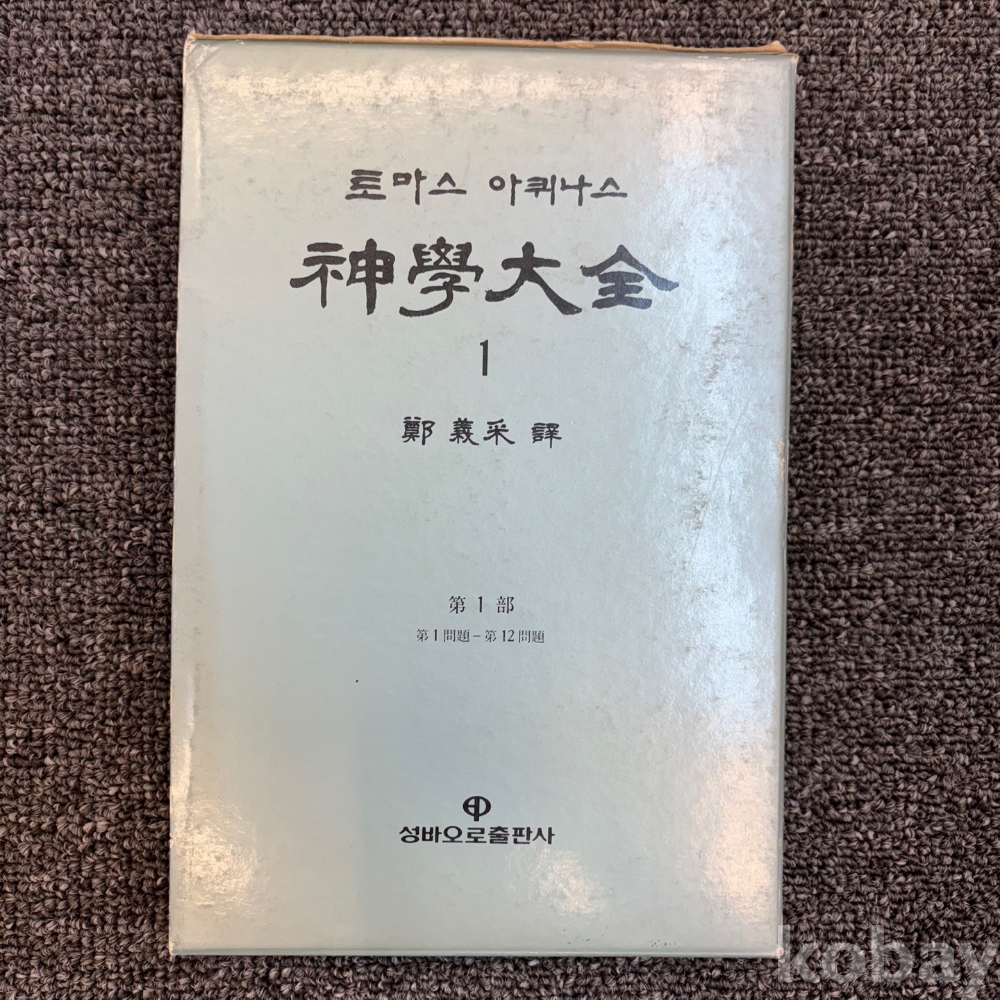 토마스 아퀴나스
神學大全
1
鄭義采 譯
第 1 部
第 1 問題 – 第 12 問題
성바오로출판사
kobay